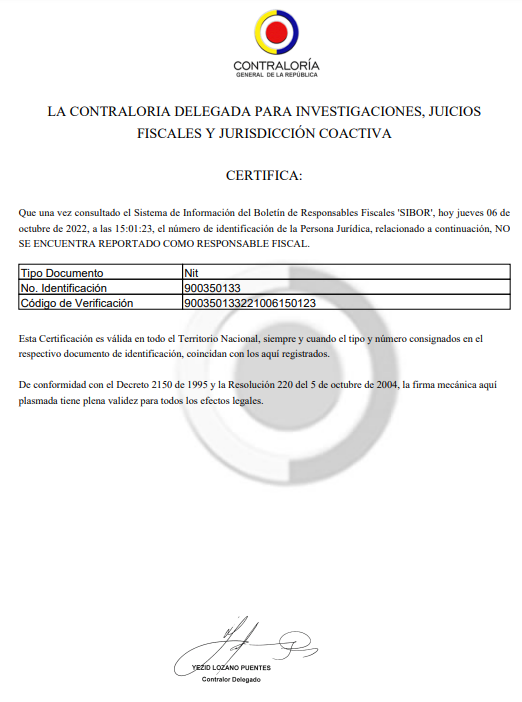 CONTRALORÍA
GENERAL DE LA REPÚBLICA
LA CONTRALORIA DELEGADA PARA INVESTIGACIONES, JUICIOS
FISCALES Y JURISDICCIÓN COACTIVA
CERTIFICA:
Que una vez consultado el Sistema de Información del Boletín de Responsables Fiscales 'SIBOR', hoy jueves 06 de
octubre de 2022, a las 15:01:23, el número de identificación de la Persona Jurídica, relacionado a continuación, NO
SE ENCUENTRA REPORTADO COMO RESPONSABLE FISCAL.
Tipo Documento Nit
No. Identificación 900350133
Código de Verificación 900350133221006150123
Esta Certificación es válida en todo el Territorio Nacional, siempre y cuando el tipo y número consignados en el
respectivo documento de identificación, coincidan con los aquí registrados.
De conformidad con el Decreto 2150 de 1995 y la Resolución 220 del 5 de octubre de 2004, la firma mecánica aquí
plasmada tiene plena validez para todos los efectos legales.
YEZID LOZANO PUENTES
Contralor Delegado